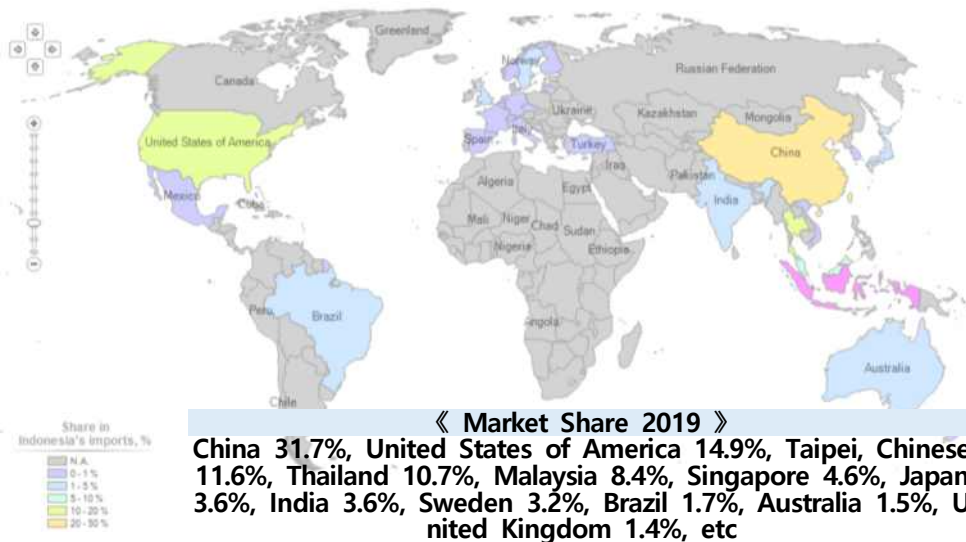 Greenland
Russian Federation
Canada
Norway
Ukraine
Kazakhstan
Mongolia
United States of America
Spain
Italy
Turkey
China
Iraq
Mexico
Cuba
Algeria
Egypt
Pakistan
India
Mali
Niger
Chad
Sudan
Nigeria
Ethiopia
Peru
Brazil
ngola
Australia
Chile
Share in
Indonesia's imports, %
N.A.
0 - 1 %
1 - 5 %
5 - 10 %
10 - 20 %
20 - 50 %
《 Market Share 2019 》
China 31.7%, United States of America 14.9%, Taipei, Chinese
11.6%, Thailand 10.7%, Malaysia 8.4%, Singapore 4.6%, Japan
3.6%, India 3.6%, Sweden 3.2%, Brazil 1.7%, Australia 1.5%, U
nited Kingdom 1.4%, etc